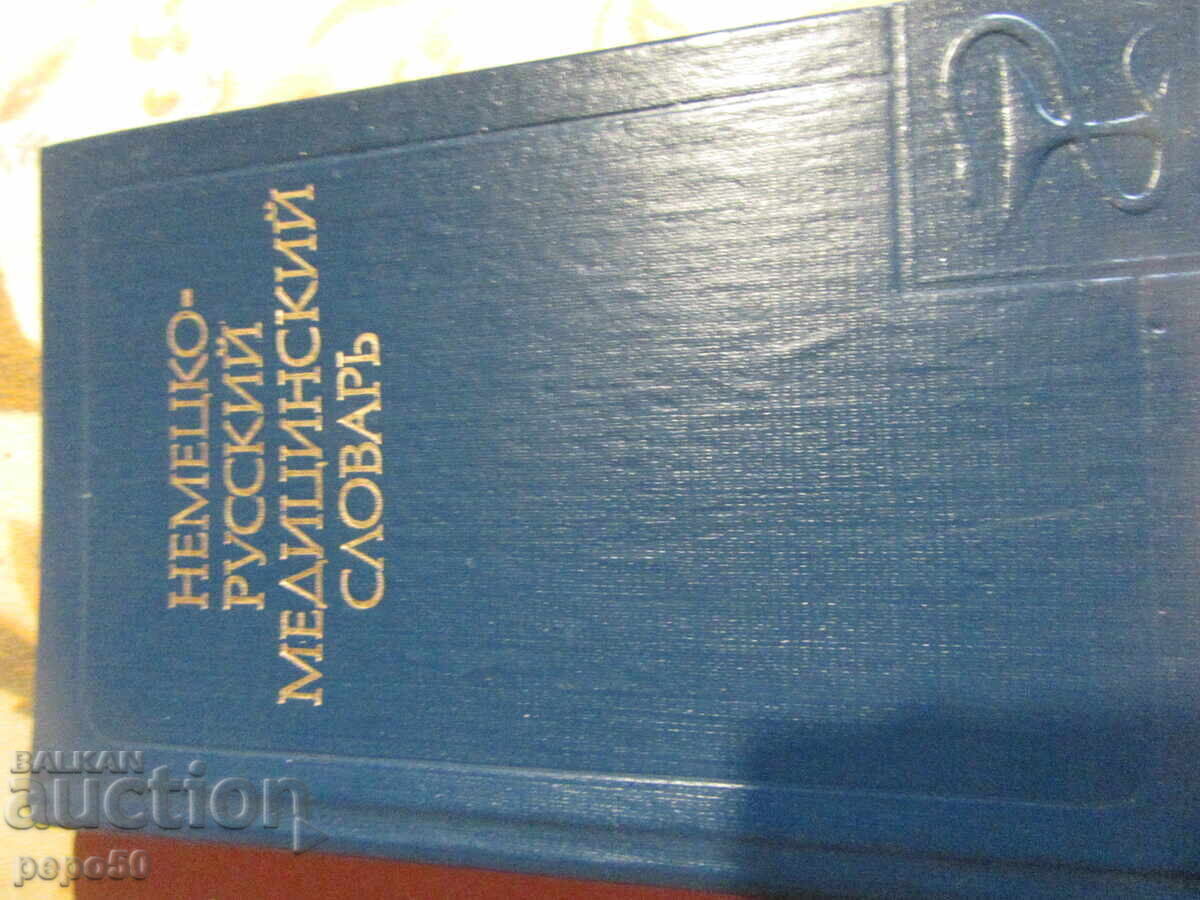 НЕМЕЦКО-
РУССКИЙ
МЕДИЦИНСКИЙ
СЛОВАРЬ
BALKAN
auction
pepo50